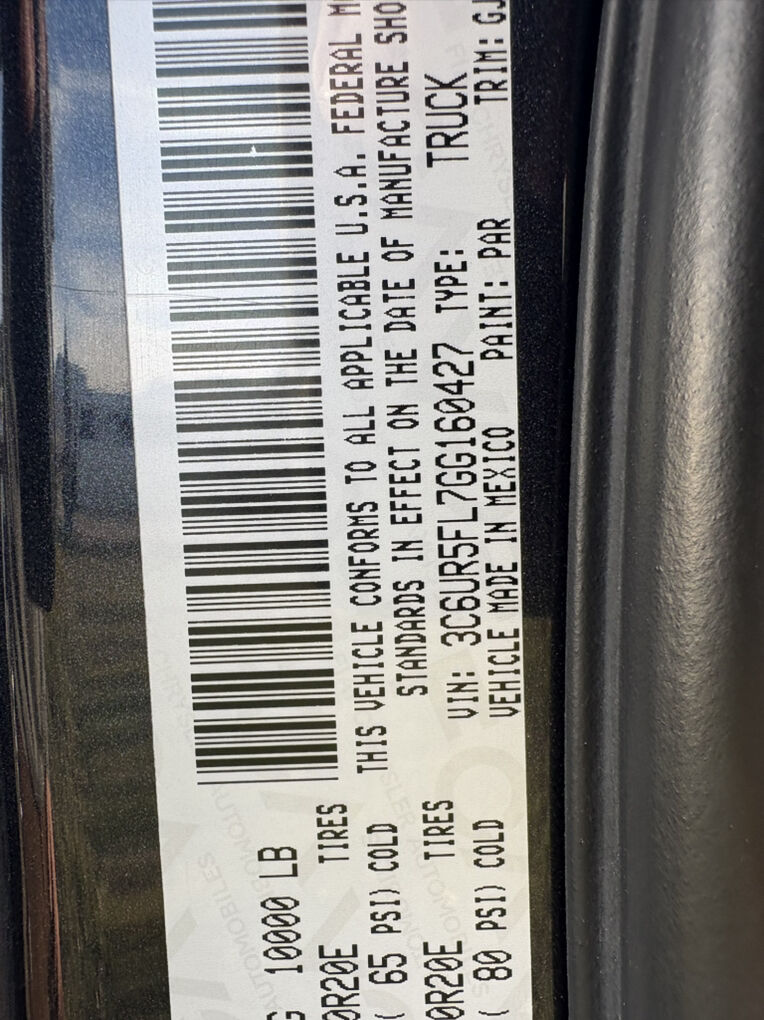 G 10000 LB
0R20E TIRES
( 65 PSI) COLD
0R20E TIRES
( 80 PSI) COLD
THIS VEHICLE CONFORMS TO ALL APPLICABLE U.S.A. FEDERAL M
STANDARDS IN EFFECT ON THE DATE OF MANUFACTURE SHO
VIN: 3C6UR5FL7GG160427 TYPE: TRUCK
VEHICLE MADE IN MEXICO PAINT: PAR TRIM: GJ